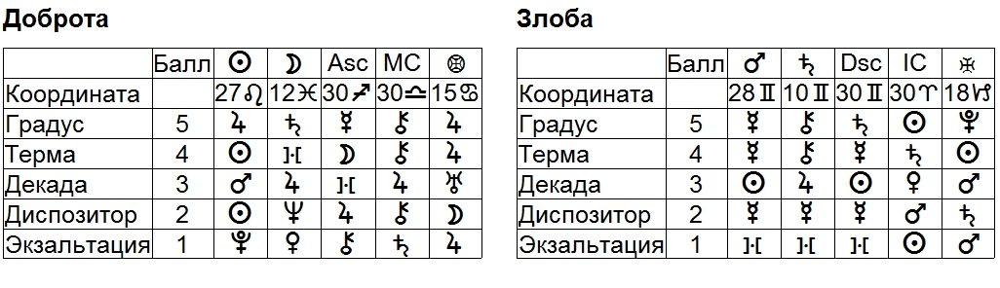 Доброта
Балл ☉ ☽ Asc MC
Координата 27♌ 12♓ 30♐ 30♎ 15♋
Градус 5 ♃ ♄ ☿ ⚷ ♃
Терма 4 ☉ ]·[ ☽ ⚷ ♃
Декада 3 ♂ ♃ ]·[ ♃ ♅
Диспозитор 2 ☉ ♆ ♃ ⚷ ☽
Экзальтация 1 ♇ ♀ ⚷ ♄ ♃
Злоба
Балл ♂ ♄ Dsc IC
Координата 28♊ 10♊ 30♊ 30♈ 18♑
Градус 5 ☿ ⚷ ♄ ☉ ♇
Терма 4 ☿ ⚷ ☿ ♄ ☉
Декада 3 ☉ ♃ ☉ ♀ ♂
Диспозитор 2 ☿ ☿ ☿ ♂ ♄
Экзальтация 1 ]·[ ]·[ ]·[ ☉ ♂